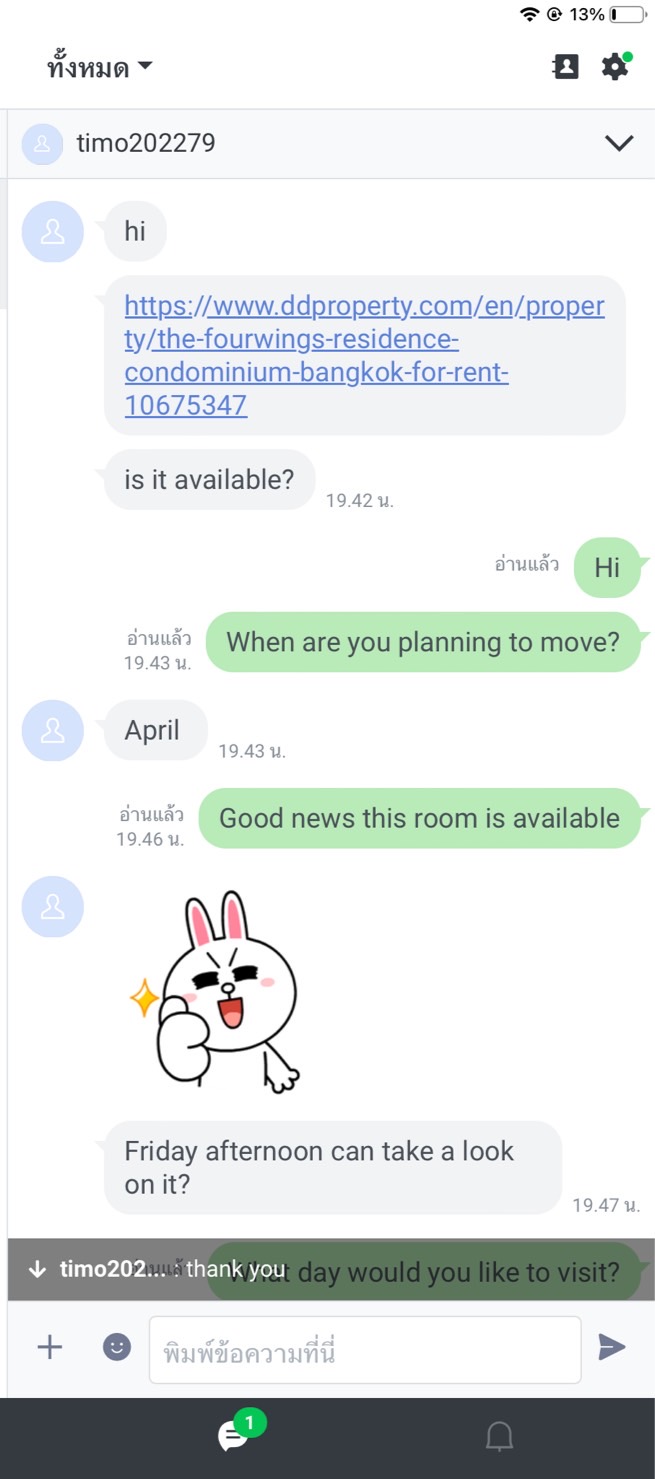 13%
ทั้งหมด
timo202279
hi
https://www.ddproperty.com/en/proper
ty/the-fourwings-residence-
condominium-bangkok-for-rent-
10675347
is it available?
19.42 น.
อ่านแล้ว
Hi
อ่านแล้ว
19.43 น.
When are you planning to move?
April
19.43 น.
อ่านแล้ว
19.46 น.
Good news this room is available
Friday afternoon can take a look
on it?
19.47 น.
What day would you like to visit?
timo202... : thank you
พิมพ์ข้อความที่นี่
1